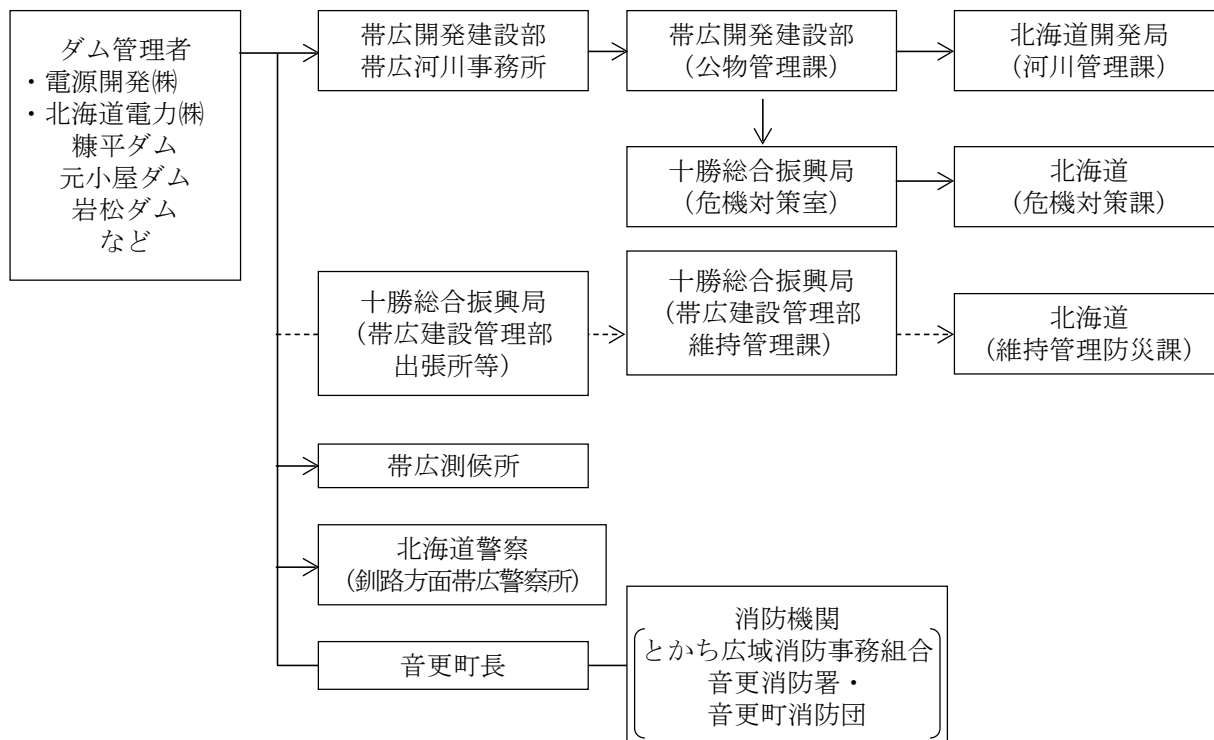 ダム管理者
・電源開発㈱
・北海道電力㈱
糠平ダム
元小屋ダム
岩松ダム
など
帯広開発建設部
帯広河川事務所
帯広開発建設部
(公物管理課)
北海道開発局
(河川管理課)
十勝総合振興局
(危機対策室)
北海道
(危機対策課)
十勝総合振興局
(帯広建設管理部
出張所等)
十勝総合振興局
(帯広建設管理部
維持管理課)
北海道
(維持管理防災課)
帯広測候所
北海道警察
(釧路方面帯広警察所)
音更町長
消防機関
とかち広域消防事務組合
音更消防署・
音更町消防団